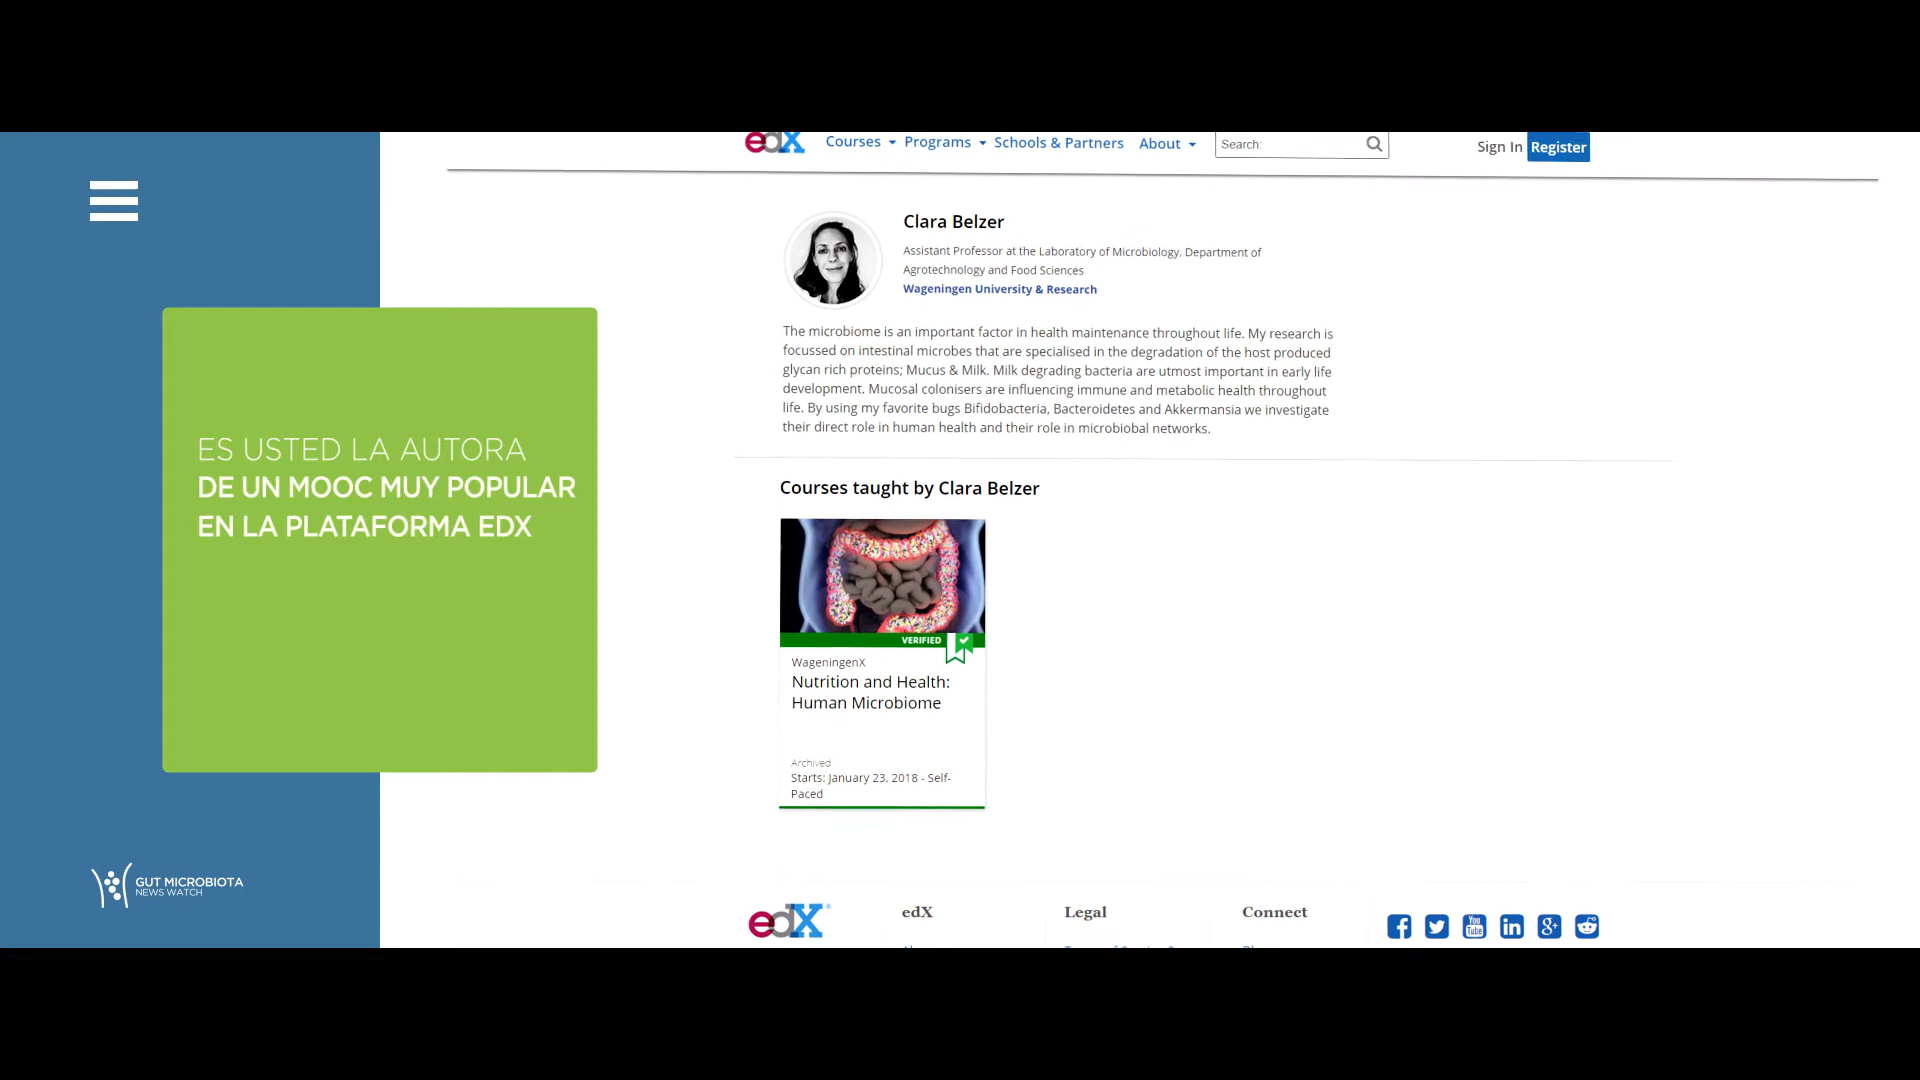 edX
Courses
Programs
Schools & Partners
About
Search:
Sign In
Register
Clara Belzer
Assistant Professor at the Laboratory of Microbiology, Department of
Agrotechnology and Food Sciences
Wageningen University & Research
The microbiome is an important factor in health maintenance throughout life. My research is
focussed on intestinal microbes that are specialised in the degradation of the host produced
glycan rich proteins; Mucus & Milk. Milk degrading bacteria are utmost important in early life
development. Mucosal colonisers are influencing immune and metabolic health throughout
life. By using my favorite bugs Bifidobacteria, Bacteroidetes and Akkermansia we investigate
their direct role in human health and their role in microbiobal networks.
ES USTED LA AUTORA
DE UN MOOC MUY POPULAR
EN LA PLATAFORMA EDX
Courses taught by Clara Belzer
VERIFIED
WageningenX
Nutrition and Health:
Human Microbiome
Archived
Starts: January 23, 2018 - Self-
Paced
GUT MICROBIOTA
NEWS WATCH
edX
edX
Legal
Connect
You
Tube
in
g+